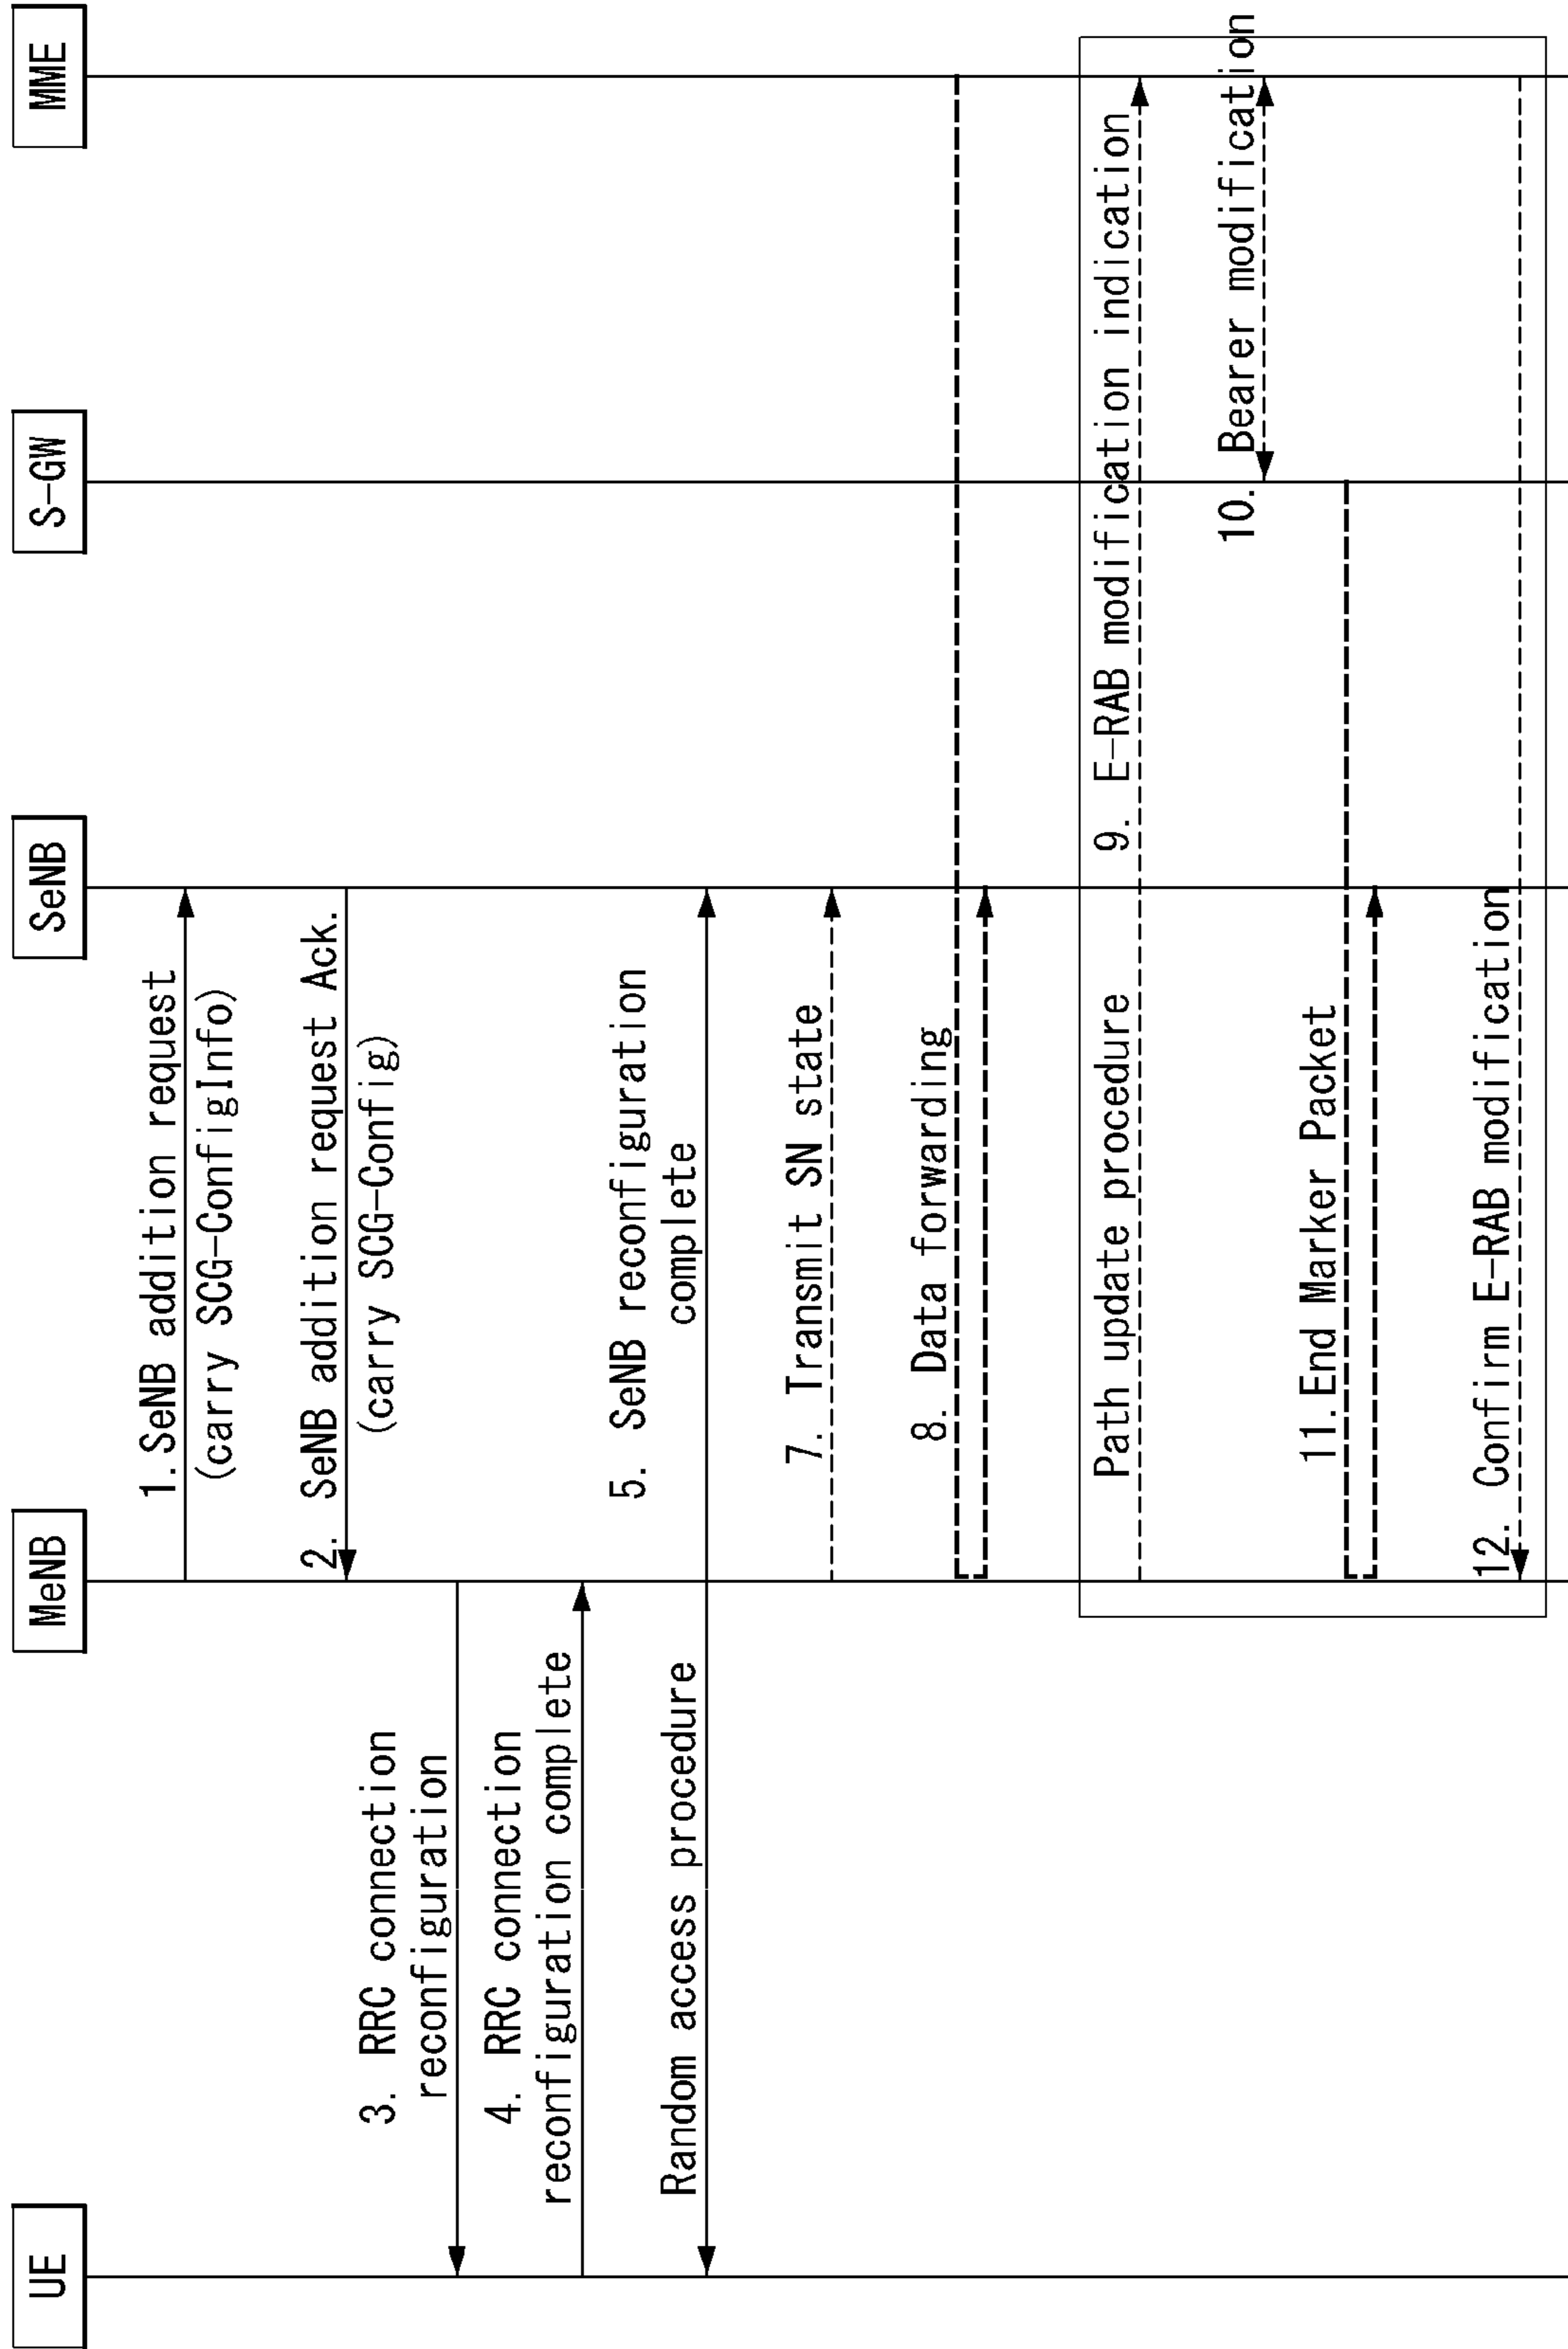 UE
MeNB
SeNB
S-GW
MME
1.SeNB addition request
(carry SCG-ConfigInfo)
2. SeNB addition request Ack.
(carry SCG-Config)
3. RRC connection
reconfiguration
4. RRC connection
reconfiguration complete
5. SeNB reconfiguration
complete
Random access procedure
7. Transmit SN state
8. Data forwarding
Path update procedure
9. E-RAB modification indication
10. Bearer modification
11.End Marker Packet
12. Confirm E-RAB modification